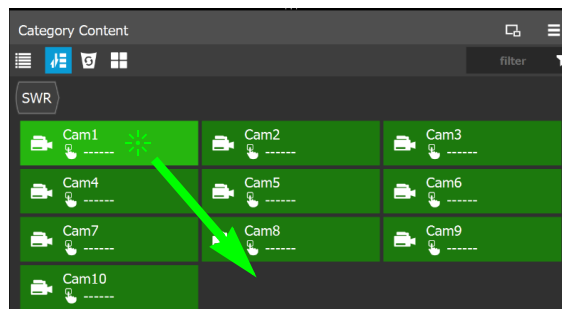 Category Content
filter
SWR
Cam1
------
Cam2
------
Cam3
------
Cam4
------
Cam5
------
Cam6
------
Cam7
------
Cam8
------
Cam9
------
Cam10
------